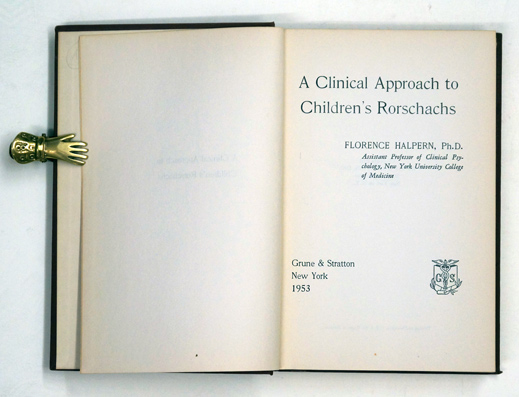 A Clinical Approach to
Children's Rorschachs
FLORENCE HALPERN, Ph.D.
Assistant Professor of Clinical Psy-
chology, New York University College
of Medicine
Grune & Stratton
New York
1953
G S